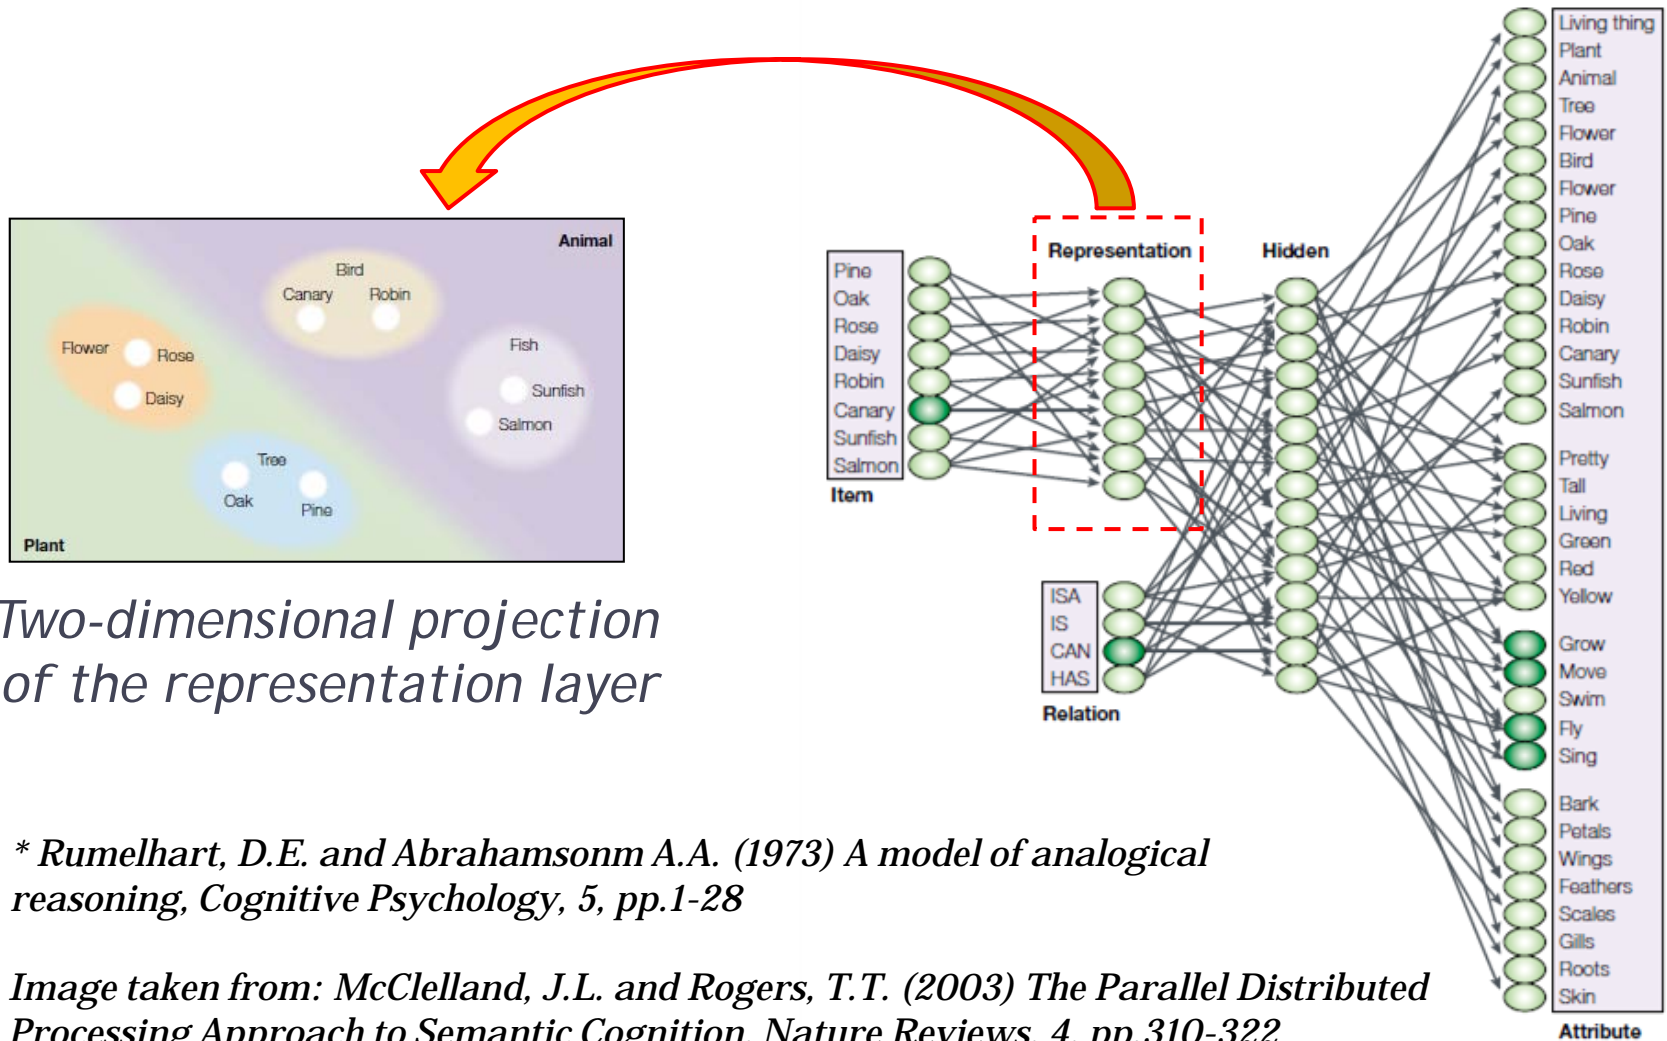 Animal
Bird
Canary Robin
Fish
Flower Rose
Sunfish
Daisy
Salmon
Tree
Oak
Pine
Plant
Two-dimensional projection
of the representation layer
Representation
Hidden
Pine
Oak
Rose
Daisy
Robin
Canary
Sunfish
Salmon
Item
ISA
IS
CAN
HAS
Relation
Living thing
Plant
Animal
Tree
Flower
Bird
Flower
Pine
Oak
Rose
Daisy
Robin
Canary
Sunfish
Salmon
Pretty
Tall
Living
Green
Red
Yellow
Grow
Move
Swim
Fly
Sing
Bark
Petals
Wings
Feathers
Scales
Gills
Roots
Skin
Attribute
* Rumelhart, D.E. and Abrahamsonm A.A. (1973) A model of analogical
reasoning, Cognitive Psychology, 5, pp.1-28
Image taken from: McClelland, J.L. and Rogers, T.T. (2003) The Parallel Distributed
Processing Approach to Semantic Cognition. Nature Reviews. 4. pp.310-322